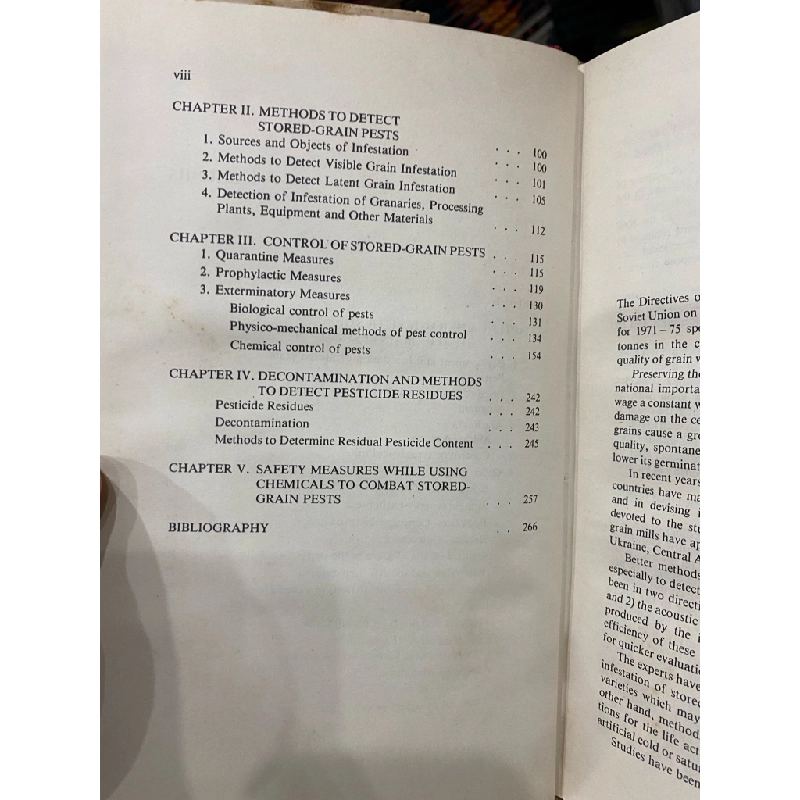 viii
CHAPTER II. METHODS TO DETECT
STORED-GRAIN PESTS . . . 100
1. Sources and Objects of Infestation . . . 100
2. Methods to Detect Visible Grain Infestation . . . 101
3. Methods to Detect Latent Grain Infestation . . . 105
4. Detection of Infestation of Granaries, Processing
Plants, Equipment and Other Materials . . . 112
CHAPTER III. CONTROL OF STORED-GRAIN PESTS . . . 115
1. Quarantine Measures . . . 115
2. Prophylactic Measures . . . 119
3. Exterminatory Measures . . . 130
Biological control of pests . . . 131
Physico-mechanical methods of pest control . . . 134
Chemical control of pests . . . 154
CHAPTER IV. DECONTAMINATION AND METHODS
TO DETECT PESTICIDE RESIDUES . . . 242
Pesticide Residues . . . 242
Decontamination . . . 243
Methods to Determine Residual Pesticide Content . . . 245
CHAPTER V. SAFETY MEASURES WHILE USING
CHEMICALS TO COMBAT STORED-
GRAIN PESTS . . . 257
BIBLIOGRAPHY . . 266
The Directives
Soviet Union on
for 1971-75
tonnes in the
quality of grain
Preserving the
national
wage a constant
damage on the
grains cause a
quality,
lower its
In recent years
countries have
and in devising
devoted to the
grain mills have
Ukraine, Central
Better methods
especially to
been in two
and 2) the acoustic
produced by the
efficiency of these
for quicker
The experts have
infestation of
varieties which may
other hand,
tions for the life
artificial cold or
Studies have been